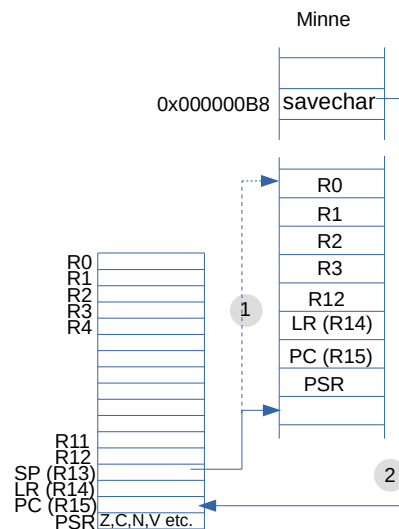 Minne
0x000000B8 savechar
R0
R1
R2
R3
R12
LR (R14)
PC (R15)
PSR
1
2
R0
R1
R2
R3
R4
R11
R12
SP (R13)
LR (R14)
PC (R15)
PSR Z,C,N,V etc.